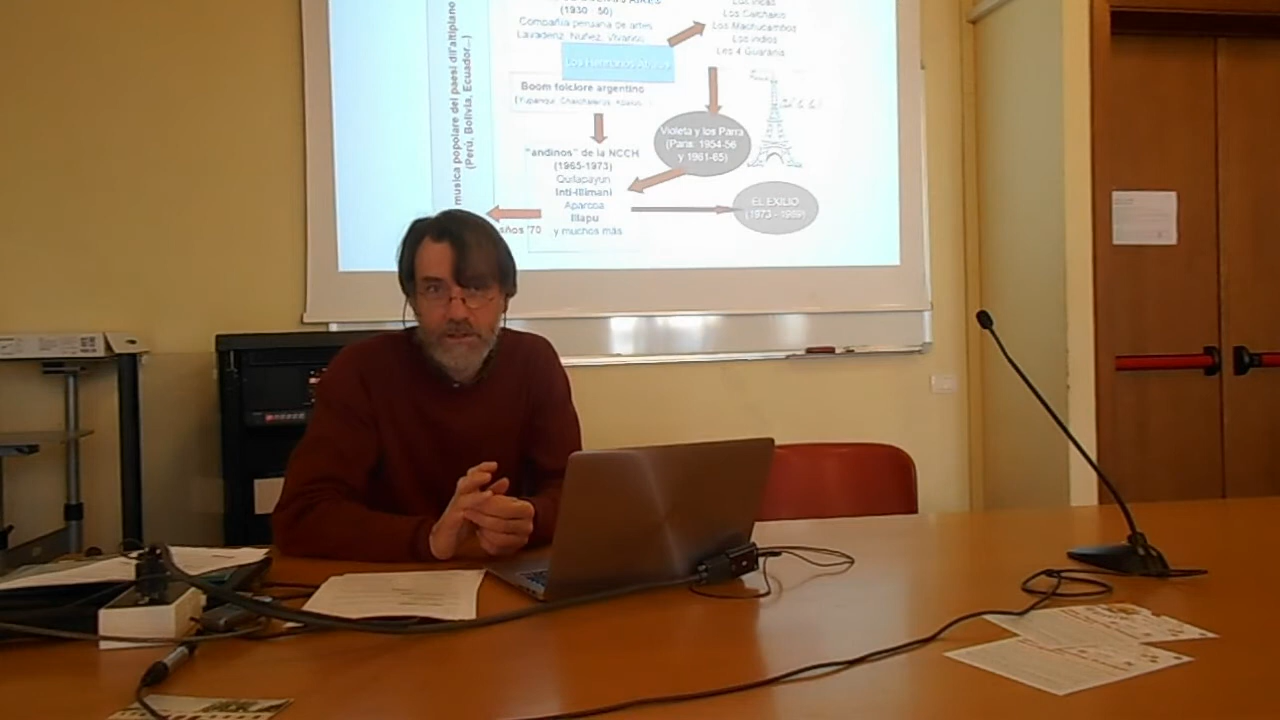 musica popolare dei paesi dll'altiplano
(Perú, Bolivia, Ecuador...)
(1930 - 50)
Compañia peruana de artes
Lavadenz, Nuñez, Vivanco
Los Hermanos Abalos
Boom folclore argentino
"andinos" de la NCCH
(1965-1973)
Quilapayun
Inti-Illimani
Aparcoa
Illapu
y muchos más
años '70
Los Incas
Los Calchakis
Los Machucambos
Los Indios
Les 4 Guaranis
Violeta y los Parra
(Paris: 1954-56
y 1961-65)
EL EXILIO
(1973 - 1989)